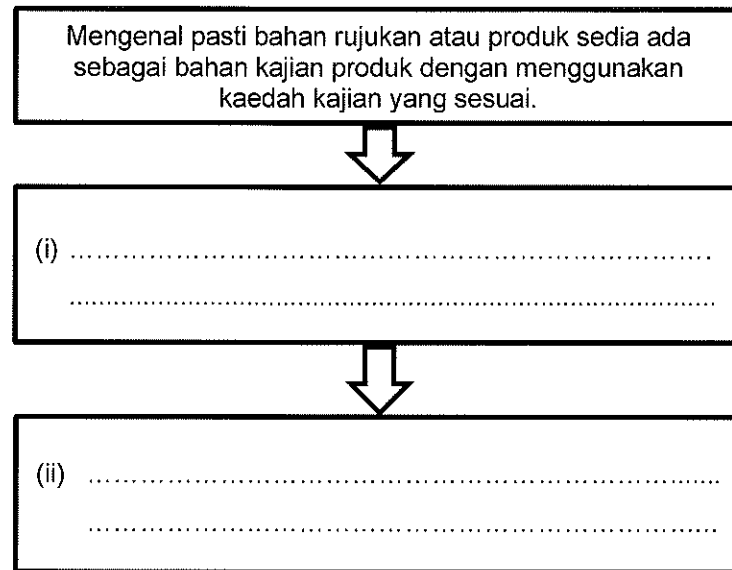 Mengenal pasti bahan rujukan atau produk sedia ada
sebagai bahan kajian produk dengan menggunakan
kaedah kajian yang sesuai.
(i) ................................................................................
................................................................................
(ii) ................................................................................
................................................................................